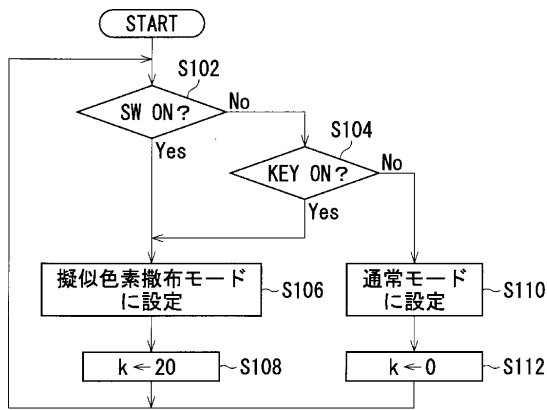 START
S102
SW ON?
No
S104
Yes
KEY ON?
No
Yes
擬似色素撒布モード
に設定
S106
通常モード
に設定
S110
k←20
S108
k←0
S112